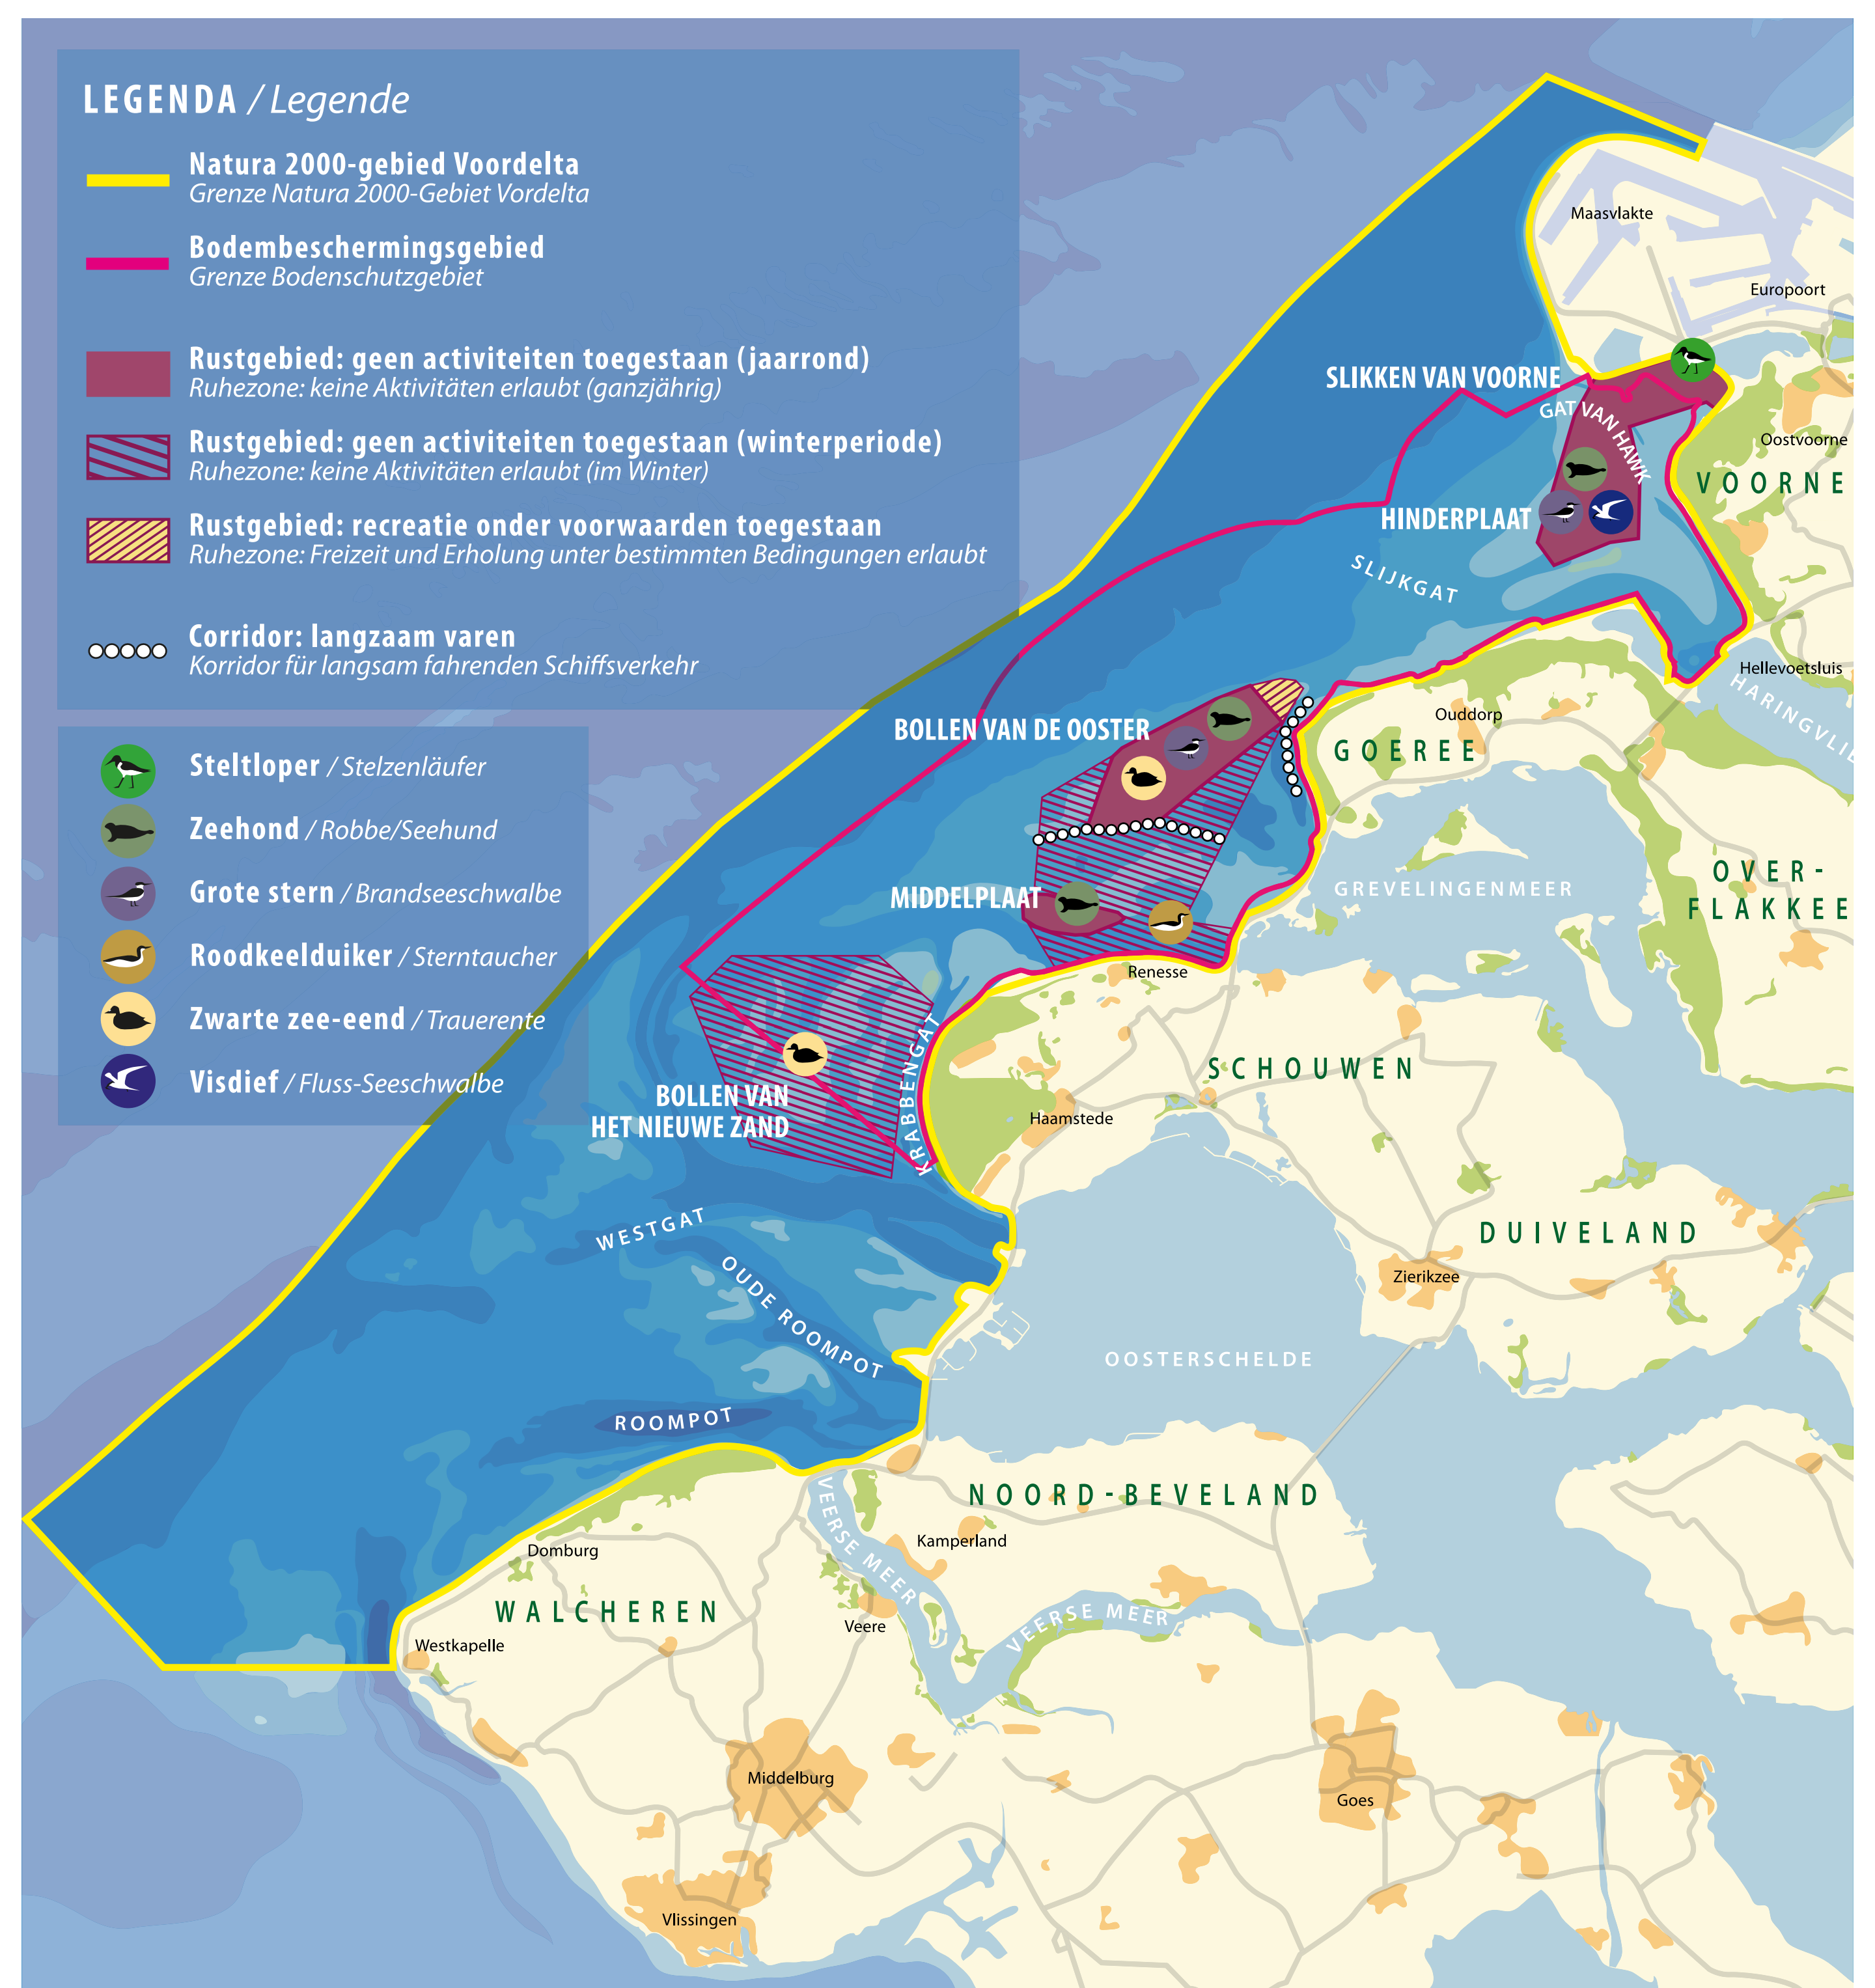 LEGENDA / Legende
Natura 2000-gebied Voordelta
Grenze Natura 2000-Gebiet Vordelta
Bodembeschermingsgebied
Grenze Bodenschutzgebiet
Rustgebied: geen activiteiten toegestaan (jaarrond)
Ruhezone: keine Aktivitäten erlaubt (ganzjährig)
Rustgebied: geen activiteiten toegestaan (winterperiode)
Ruhezone: keine Aktivitäten erlaubt (im Winter)
Rustgebied: recreatie onder voorwaarden toegestaan
Ruhezone: Freizeit und Erholung unter bestimmten Bedingungen erlaubt
Corridor: langzaam varen
Korridor für langsam fahrenden Schiffsverkehr
Steltloper / Stelzenläufer
Zeehond / Robbe/Seehund
Grote stern / Brandseeschwalbe
Roodkeelduiker / Sterntaucher
Zwarte zee-eend / Trauerente
Visdief / Fluss-Seeschwalbe
Maasvlakte
Europoort
SLIKKEN VAN VOORNE
GAT VAN HAWK
Oostvoorne
VOORNE
HINDERPLAAT
SLIJKGAT
Hellevoetsluis
HARINGVLIE
Ouddorp
BOLLEN VAN DE OOSTER
GOEREE
OVER-
FLAKKEE
GREVELINGENMEER
MIDDELPLAAT
Renesse
KRABBENGAT
SCHOUWEN
BOLLEN VAN
HET NIEUWE ZAND
Haamstede
WESTGAT
DUIVELAND
OUDE ROOMPOT
Zierikzee
OOSTERSCHELDE
ROOMPOT
NOORD-BEVELAND
VEERSE MEER
Kamperland
Domburg
WALCHEREN
VEERSE MEER
Veere
Westkapelle
Middelburg
Goes
Vlissingen